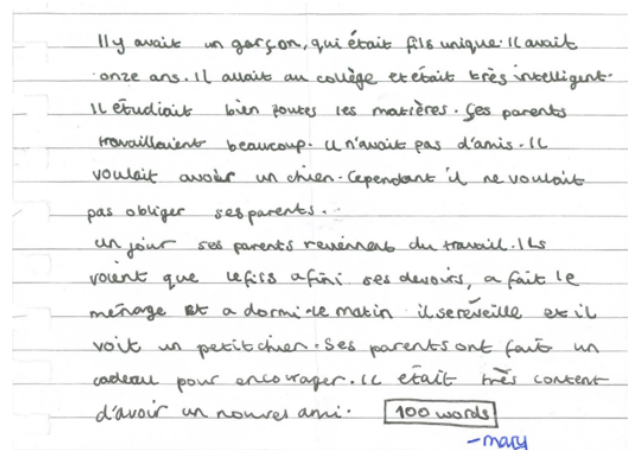 Il y avait un garçon, qui était fils unique. Il avait
onze ans. Il allait au collège et était très intelligent.
Il étudiait bien toutes les matières. Ses parents
travaillaient beaucoup. Il n'avait pas d'amis. Il
voulait avoir un chien. Cependant il ne voulait
pas obliger ses parents.
un jour ses parents reviennent du travail. Ils
voient que le fils a fini ses devoirs, a fait le
ménage et a dormi. le matin il se réveille et il
voit un petit chien. Ses parents ont fait un
cadeau pour encourager. Il était très content
d'avoir un nouvel ami. 100 words
-mary